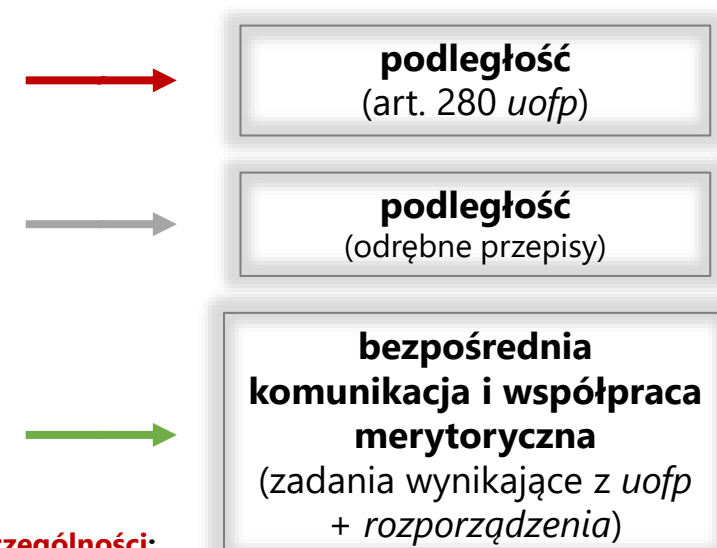 podległość
(art. 280 uofp)
podległość
(odrębne przepisy)
bezpośrednia
komunikacja i współpraca
merytoryczna
(zadania wynikające z uofp
+ rozporządzenia)